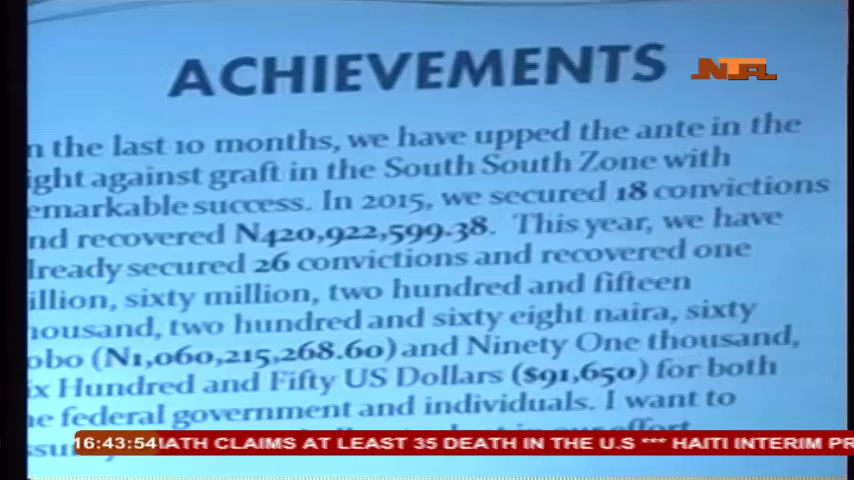 ACHIEVEMENTS
NTA
n the last 10 months, we have upped the ante in the
ight against graft in the South South Zone with
emarkable success. In 2015, we secured 18 convictions
nd recovered N420,922,599.38. This year, we have
lready secured 26 convictions and recovered one
illion, sixty million, two hundred and fifteen
housand, two hundred and sixty eight naira, sixty
obo (N1,060,215,268.60) and Ninety One thousand,
ix Hundred and Fifty US Dollars ($91,650) for both
he federal government and individuals. I want to
effort
16:43:54 IATH CLAIMS AT LEAST 35 DEATH IN THE U.S *** HAITI INTERIM PR